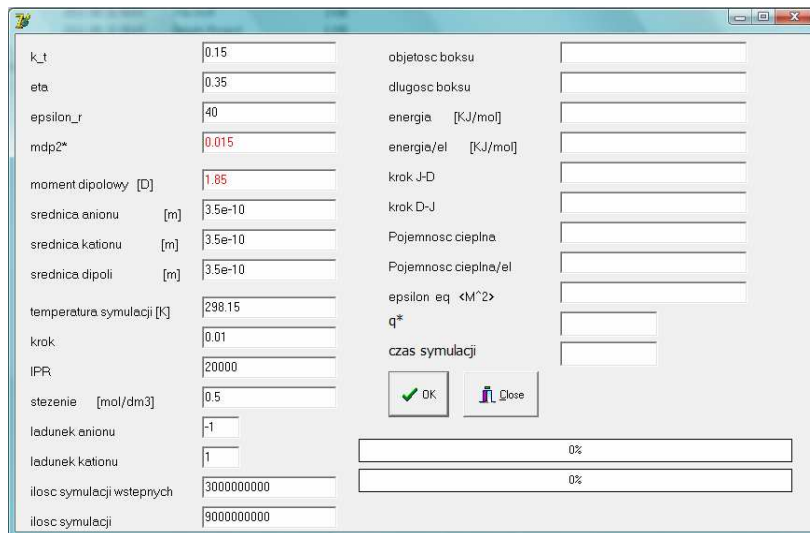 k_t 0.15
eta 0.35
epsilon_r 40
mdp2* 0.015
moment dipolowy [D] 1.85
srednica anionu [m] 3.5e-10
srednica kationu [m] 3.5e-10
srednica dipoli [m] 3.5e-10
temperatura symulacji [K] 298.15
krok 0.01
IPR 20000
stezenie [mol/dm3] 0.5
ladunek anionu -1
ladunek kationu 1
ilosc symulacji wstepnych 3000000000
ilosc symulacji 9000000000
objetosc boksu
dlugosc boksu
energia [KJ/mol]
energia/el [KJ/mol]
krok J-D
krok D-J
Pojemnosc cieplna
Pojemnosc cieplna/el
epsilon eq <M^2>
q*
czas symulacji
OK Close
0%
0%